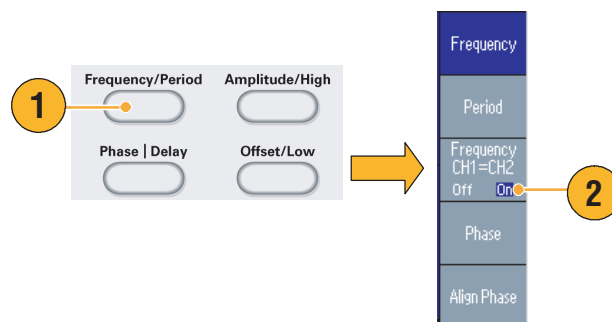 Frequency/Period Amplitude/High
1
Phase | Delay Offset/Low
Frequency
Period
Frequency
CH1=CH2
Off On
2
Phase
Align Phase